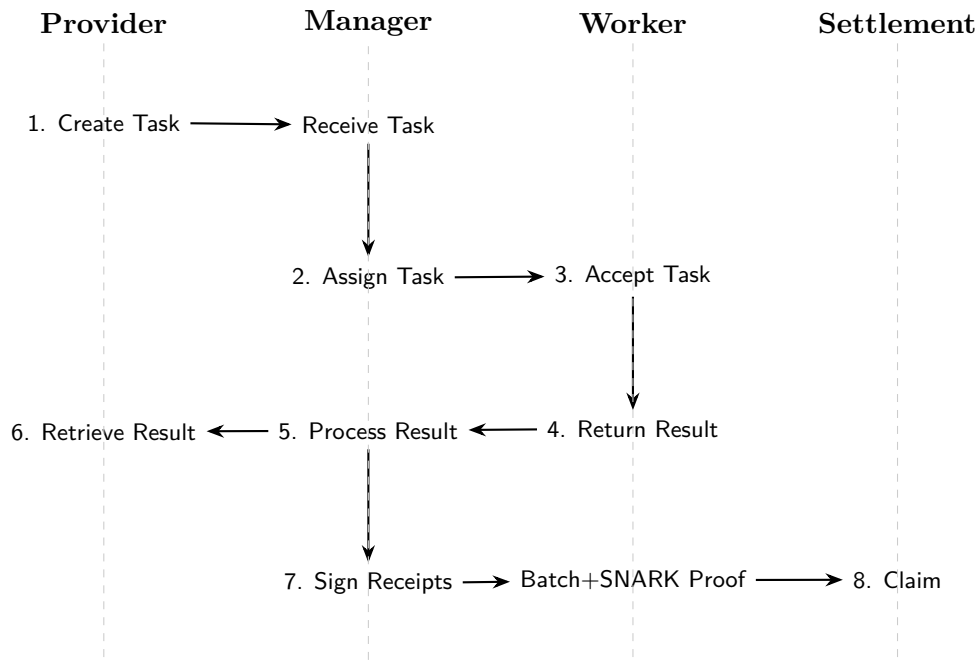 Provider Manager Worker Settlement
1. Create Task Receive Task
2. Assign Task 3. Accept Task
6. Retrieve Result 5. Process Result 4. Return Result
7. Sign Receipts Batch+SNARK Proof 8. Claim